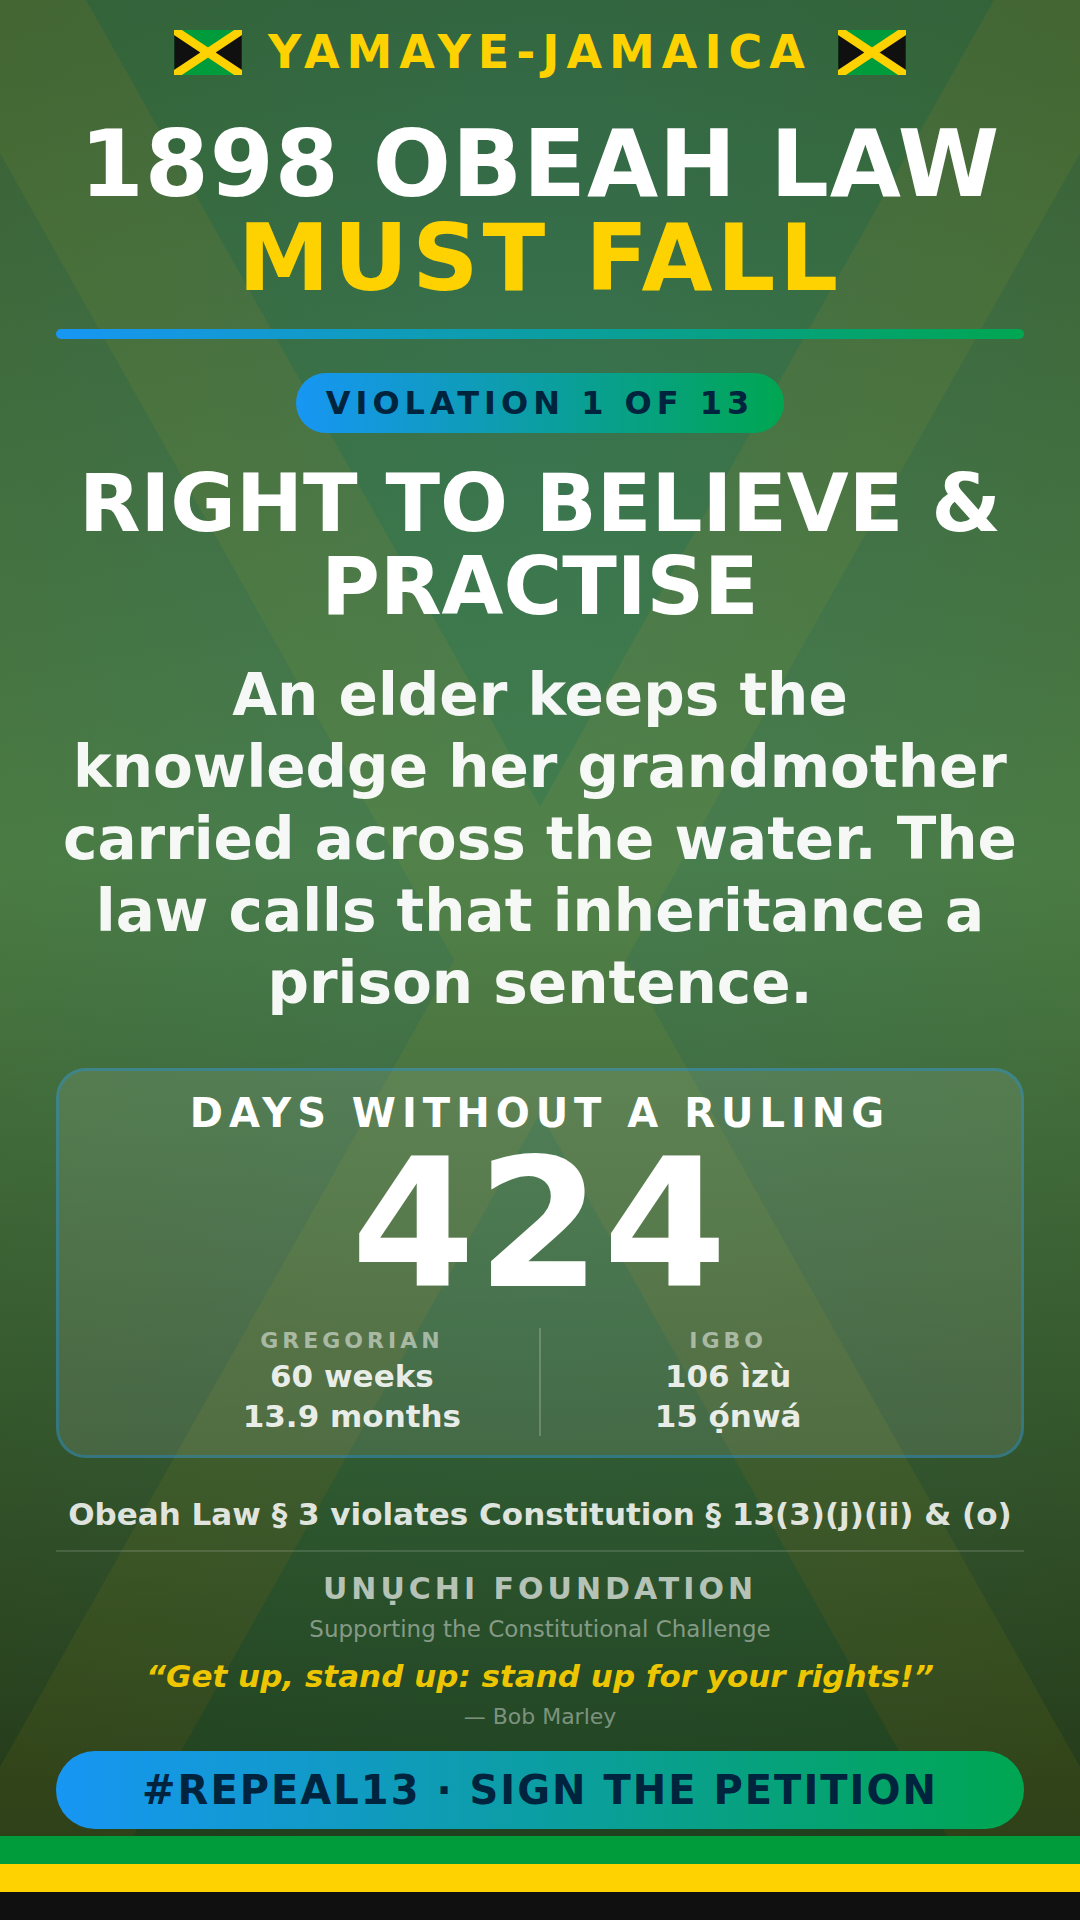 YAMAYE-JAMAICA
1898 OBEAH LAW
MUST FALL
VIOLATION 1 OF 13
RIGHT TO BELIEVE &
PRACTISE
An elder keeps the
knowledge her grandmother
carried across the water. The
law calls that inheritance a
prison sentence.
DAYS WITHOUT A RULING
424
GREGORIAN
60 weeks
13.9 months
IGBO
106 ìzù
15 ọ́nwá
Obeah Law § 3 violates Constitution § 13(3)(j)(ii) & (o)
UNỤCHI FOUNDATION
Supporting the Constitutional Challenge
“Get up, stand up: stand up for your rights!”
— Bob Marley
#REPEAL13 · SIGN THE PETITION